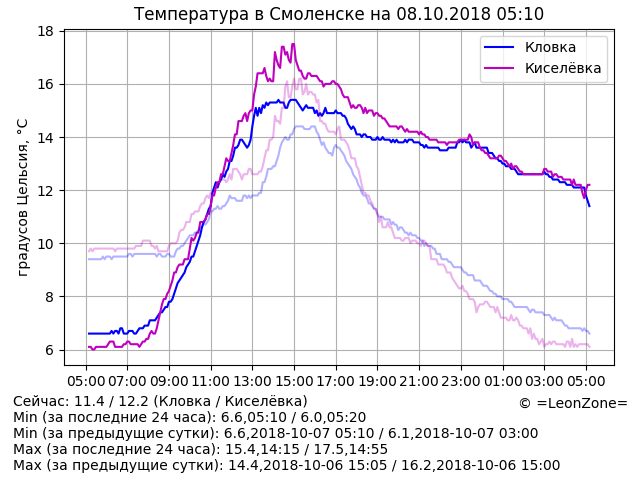 Температура в Смоленске на 08.10.2018 05:10
Кловка
Киселёвка
градусов Цельсия, °C
18
16
14
12
10
8
6
05:00 07:00 09:00 11:00 13:00 15:00 17:00 19:00 21:00 23:00 01:00 03:00 05:00
Сейчас: 11.4 / 12.2 (Кловка / Киселёвка)
© =LeonZone=
Min (за последние 24 часа): 6.6,05:10 / 6.0,05:20
Min (за предыдущие сутки): 6.6,2018-10-07 05:10 / 6.1,2018-10-07 03:00
Max (за последние 24 часа): 15.4,14:15 / 17.5,14:55
Max (за предыдущие сутки): 14.4,2018-10-06 15:05 / 16.2,2018-10-06 15:00